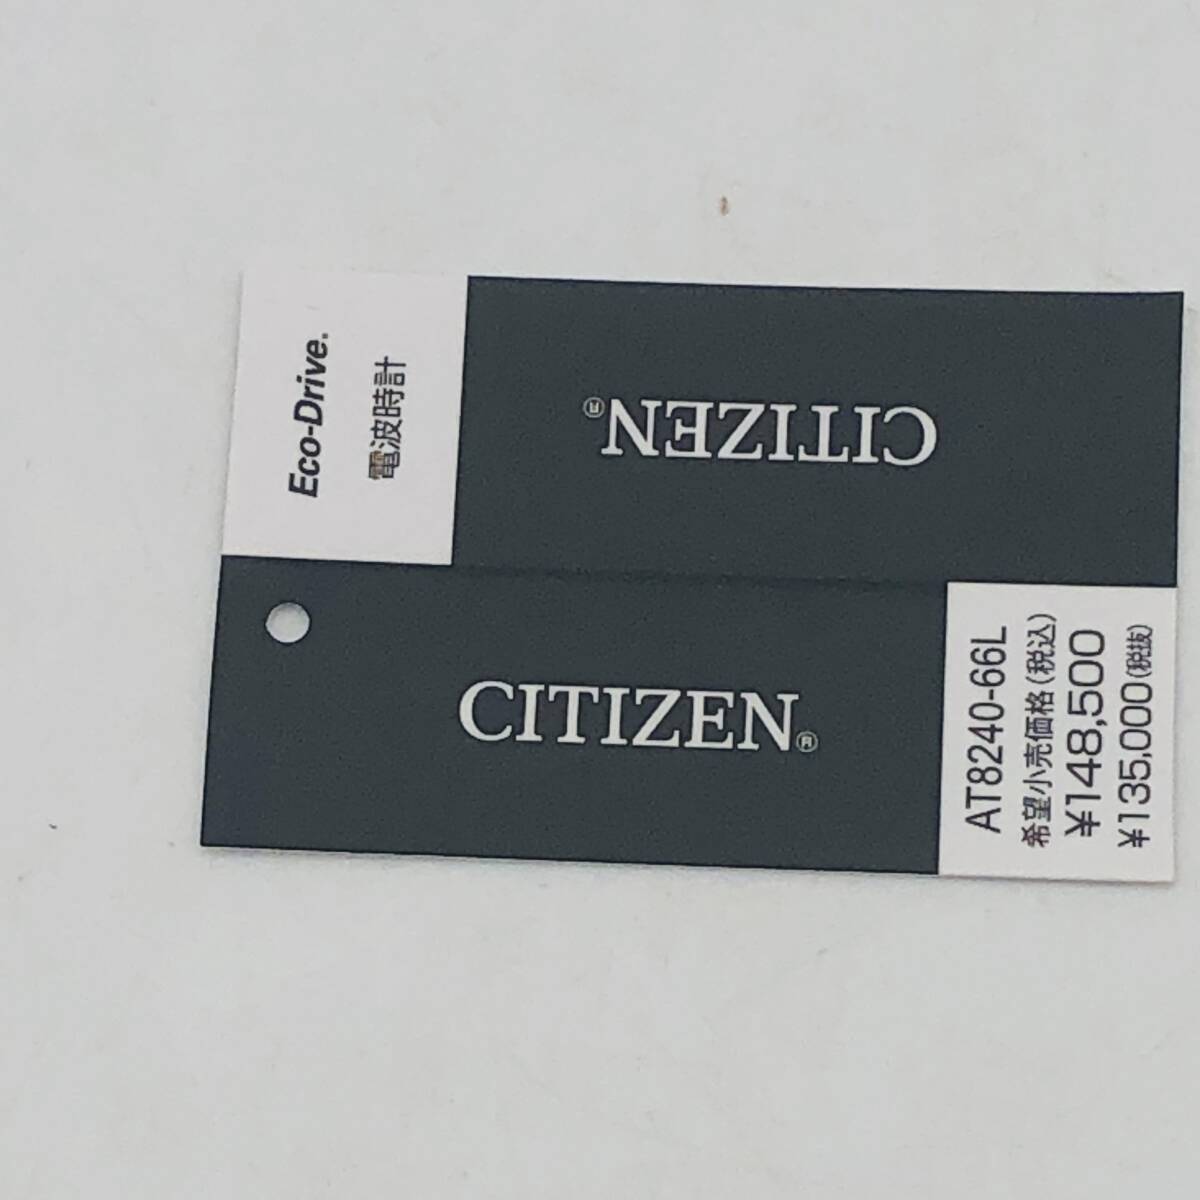 Eco-Drive®
電波時計
CITIZEN®
CITIZEN®
AT8240-66L
希望小売価格(税込)
¥148,500
¥135,000(税抜)